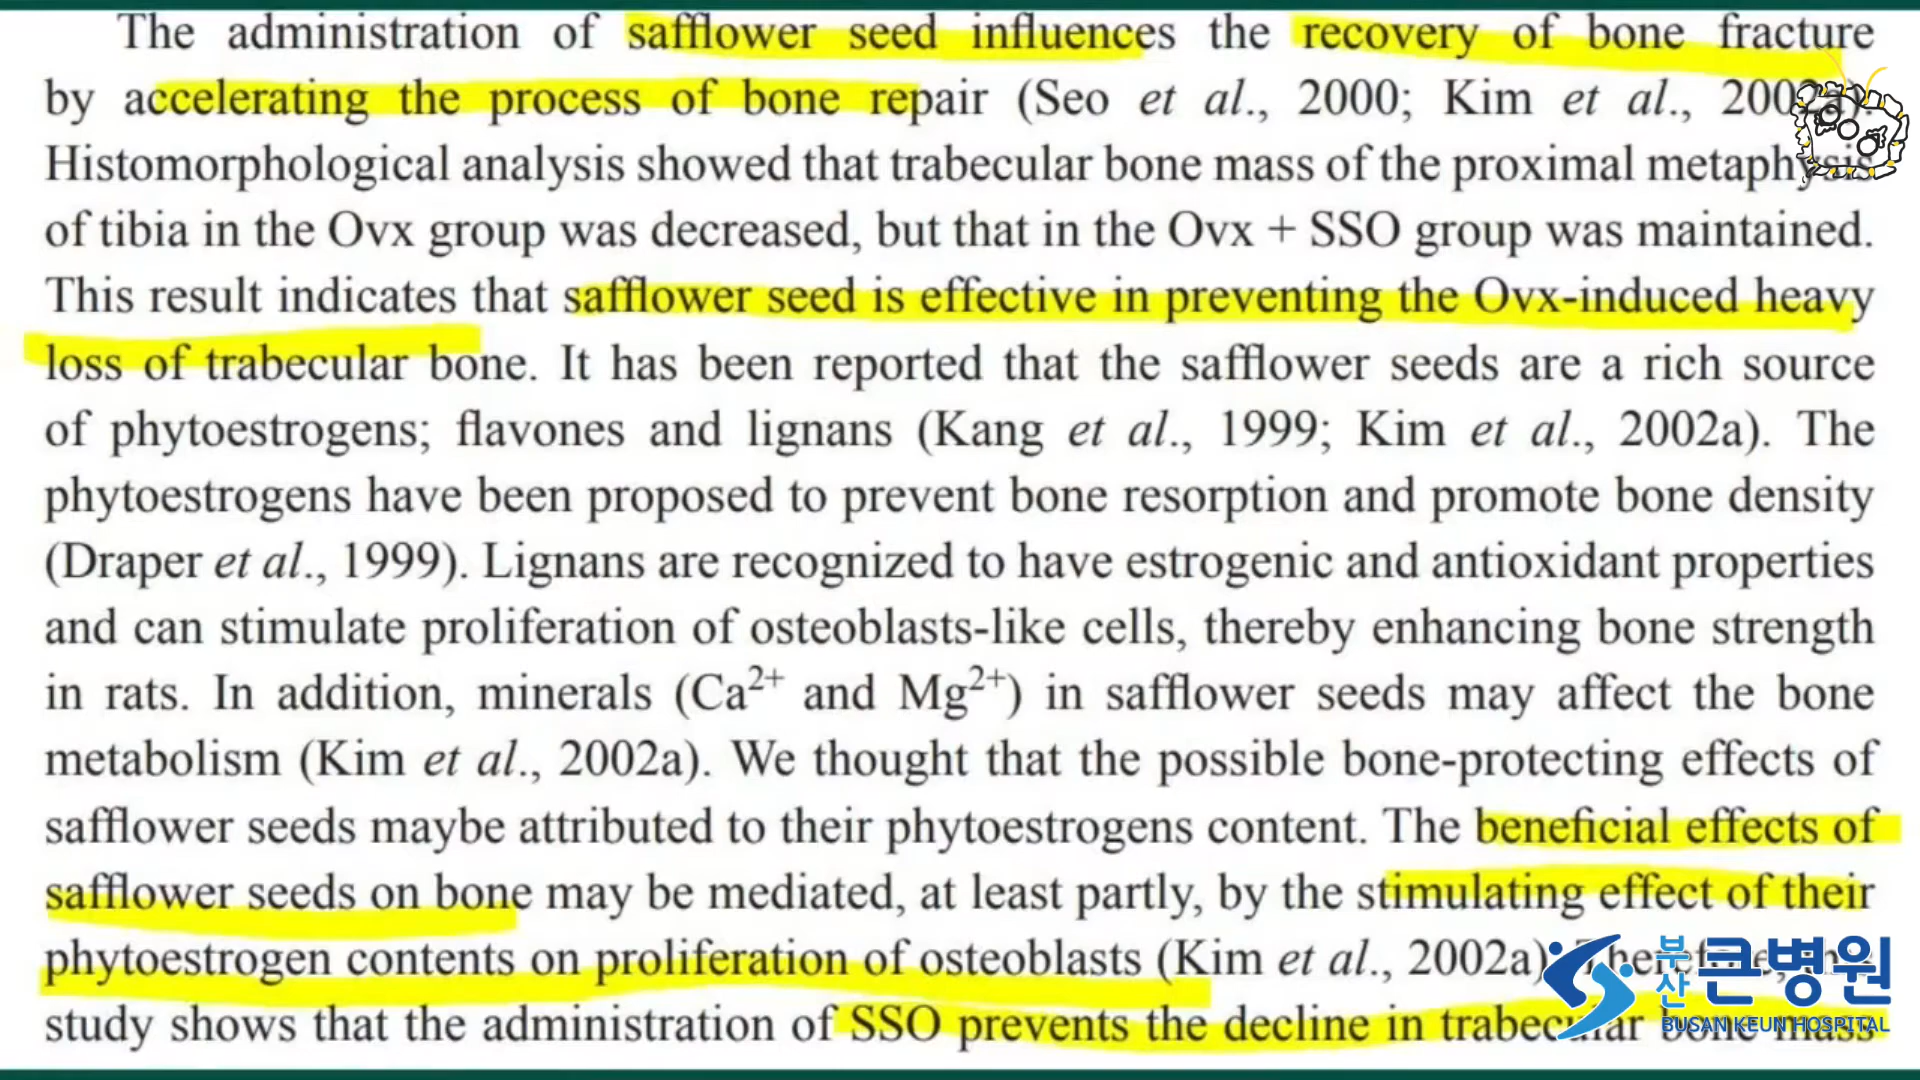 The administration of safflower seed influences the recovery of bone fracture
by accelerating the process of bone repair (Seo et al., 2000; Kim et al., 2002a).
Histomorphological analysis showed that trabecular bone mass of the proximal metaphysis
of tibia in the Ovx group was decreased, but that in the Ovx + SSO group was maintained.
This result indicates that safflower seed is effective in preventing the Ovx-induced heavy
loss of trabecular bone. It has been reported that the safflower seeds are a rich source
of phytoestrogens; flavones and lignans (Kang et al., 1999; Kim et al., 2002a). The
phytoestrogens have been proposed to prevent bone resorption and promote bone density
(Draper et al., 1999). Lignans are recognized to have estrogenic and antioxidant properties
and can stimulate proliferation of osteoblasts-like cells, thereby enhancing bone strength
in rats. In addition, minerals (Ca²⁺ and Mg²⁺) in safflower seeds may affect the bone
metabolism (Kim et al., 2002a). We thought that the possible bone-protecting effects of
safflower seeds maybe attributed to their phytoestrogens content. The beneficial effects of
safflower seeds on bone may be mediated, at least partly, by the stimulating effect of their
phytoestrogen contents on proliferation of osteoblasts (Kim et al., 2002a). Therefore,
study shows that the administration of SSO prevents the decline in trabecular bone mass
부산 큰병원
BUSAN KEUN HOSPITAL